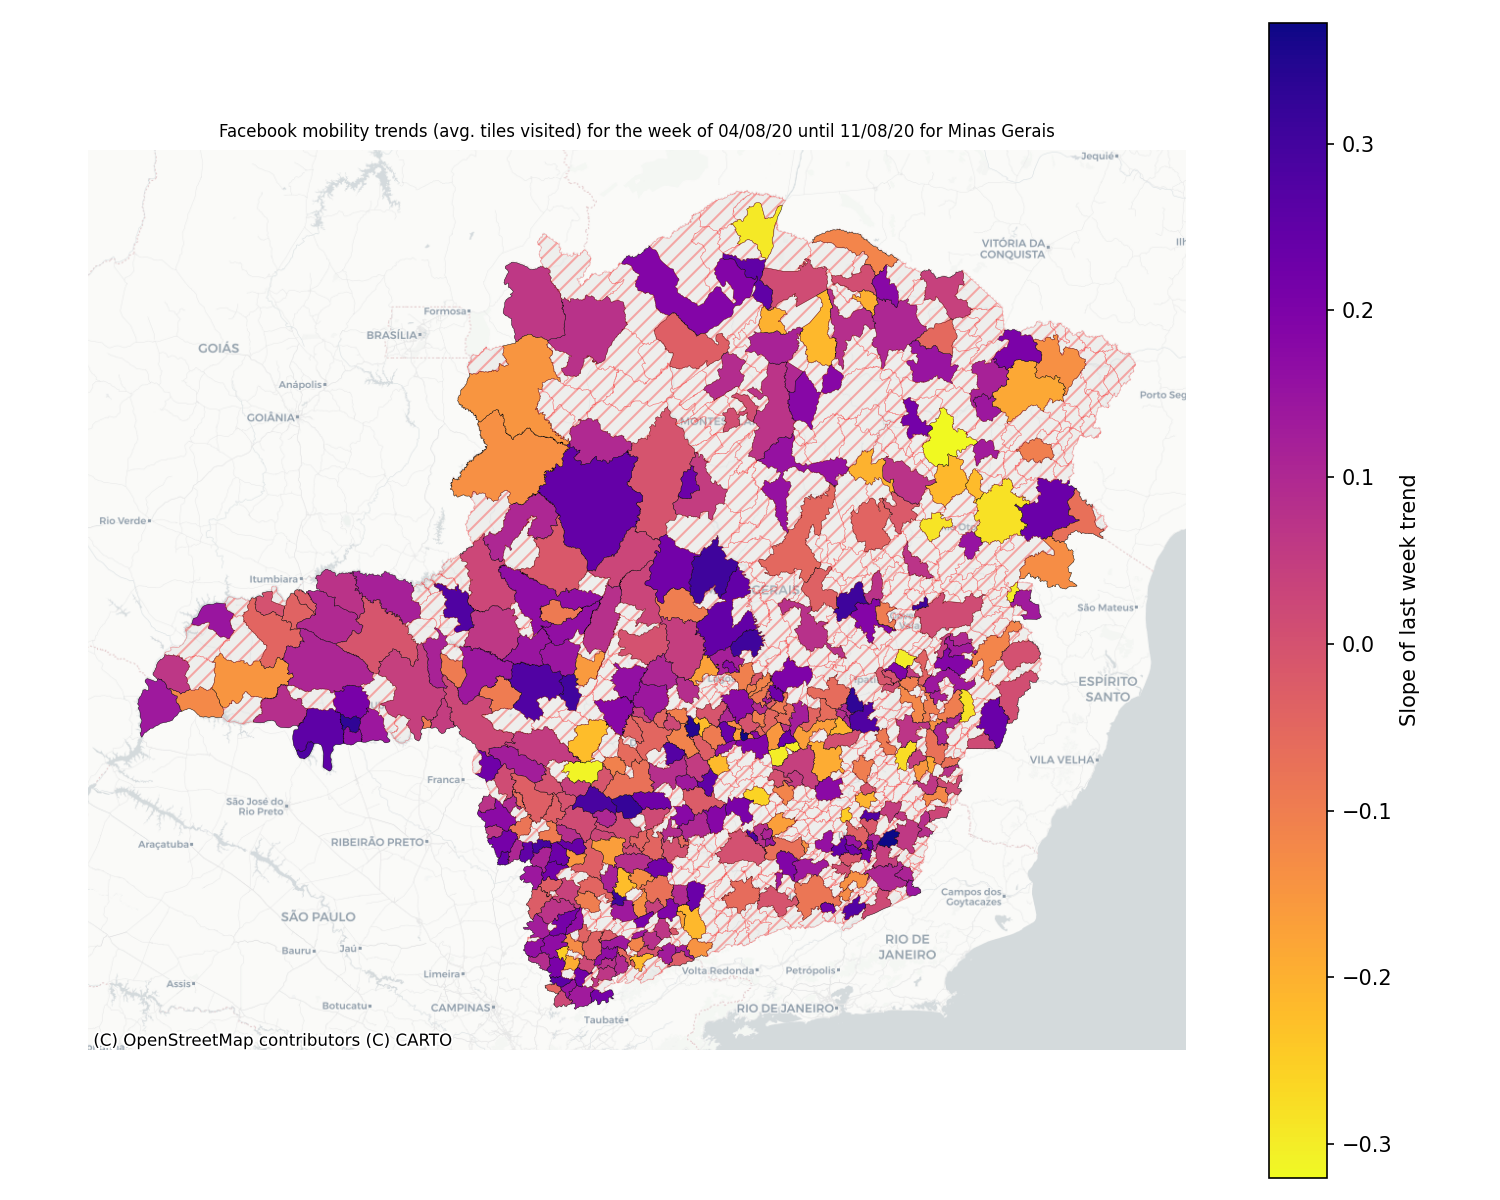 Facebook mobility trends (avg. tiles visited) for the week of 04/08/20 until 11/08/20 for Minas Gerais
Jequié
VITÓRIA DA
CONQUISTA
Formosa
BRASÍLIA
GOIÁS
Anápolis
Porto Seg
GOIÂNIA
Rio Verde
Itumbiara
GERAIS
São Mateus
ESPÍRITO
SANTO
VILA VELHA
Franca
São José do
Rio Preto
RIBEIRÃO PRETO
Araçatuba
Campos dos
Goytacazes
SÃO PAULO
RIO DE
JANEIRO
Bauru
Jaú
Limeira
Volta Redonda
Petrópolis
Assis
Botucatu
CAMPINAS
RIO DE JANEIRO
Taubaté
(C) OpenStreetMap contributors (C) CARTO
0.3
0.2
0.1
0.0
−0.1
−0.2
−0.3
Slope of last week trend